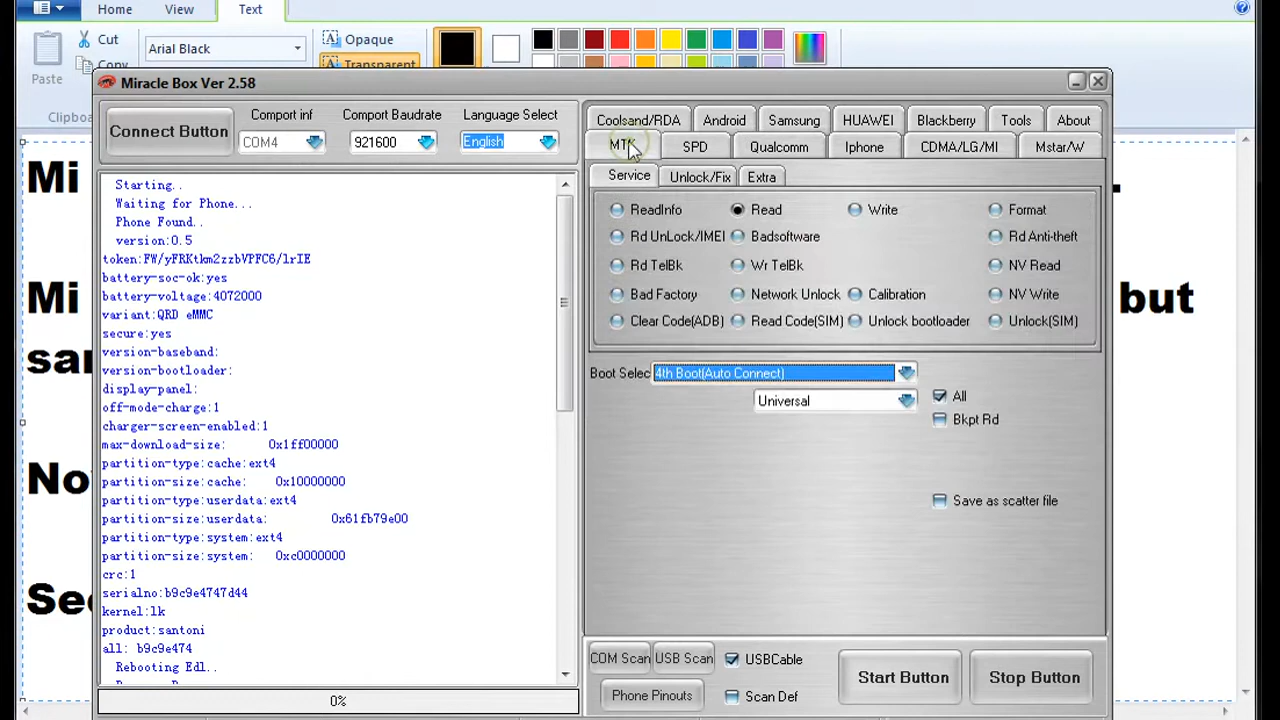 Home View Text
Cut
Copy
Paste
Clipboa
Arial Black
Opaque
Transparent
Mi
Mi
but
sam
No
Sec
Miracle Box Ver 2.58
Connect Button
Comport inf Comport Baudrate Language Select
COM4 921600 English
Starting..
Waiting for Phone...
Phone Found..
version:0.5
token:FW/yFRKtkm2zzbVPFC6/lrIE
battery-soc-ok:yes
battery-voltage:4072000
variant:QRD eMMC
secure:yes
version-baseband:
version-bootloader:
display-panel:
off-mode-charge:1
charger-screen-enabled:1
max-download-size: 0x1ff00000
partition-type:cache:ext4
partition-size:cache: 0x10000000
partition-type:userdata:ext4
partition-size:userdata: 0x61fb79e00
partition-type:system:ext4
partition-size:system: 0xc0000000
crc:1
serialno:b9c9e4747d44
kernel:lk
product:santoni
all: b9c9e474
Rebooting Edl..
0%
Coolsand/RDA Android Samsung HUAWEI Blackberry Tools About
MTK SPD Qualcomm Iphone CDMA/LG/MI Mstar/W
Service Unlock/Fix Extra
ReadInfo Read Write Format
Rd UnLock/IMEI Badsoftware Rd Anti-theft
Rd TelBk Wr TelBk NV Read
Bad Factory Network Unlock Calibration NV Write
Clear Code(ADB) Read Code(SIM) Unlock bootloader Unlock(SIM)
Boot Selec 4th Boot(Auto Connect)
Universal All
Bkpt Rd
Save as scatter file
COM Scan USB Scan USBCable
Phone Pinouts Scan Def
Start Button Stop Button